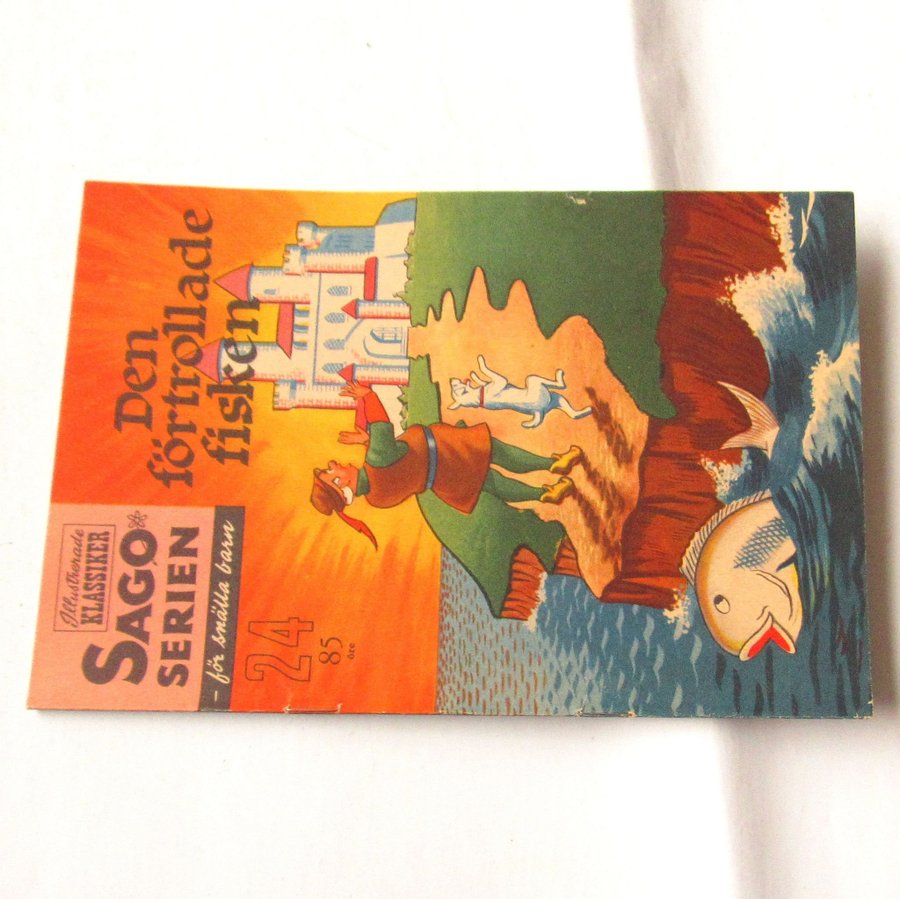 Illustrerade
KLASSIKER
SAGO
SERIEN
- för snälla barn
24
85
öre
Den
förtrollade
fisken